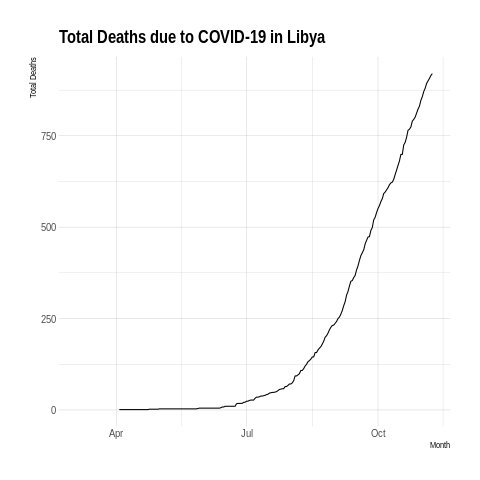 Total Deaths due to COVID-19 in Libya
Total Deaths
750
500
250
0
Apr
Jul
Oct
Month